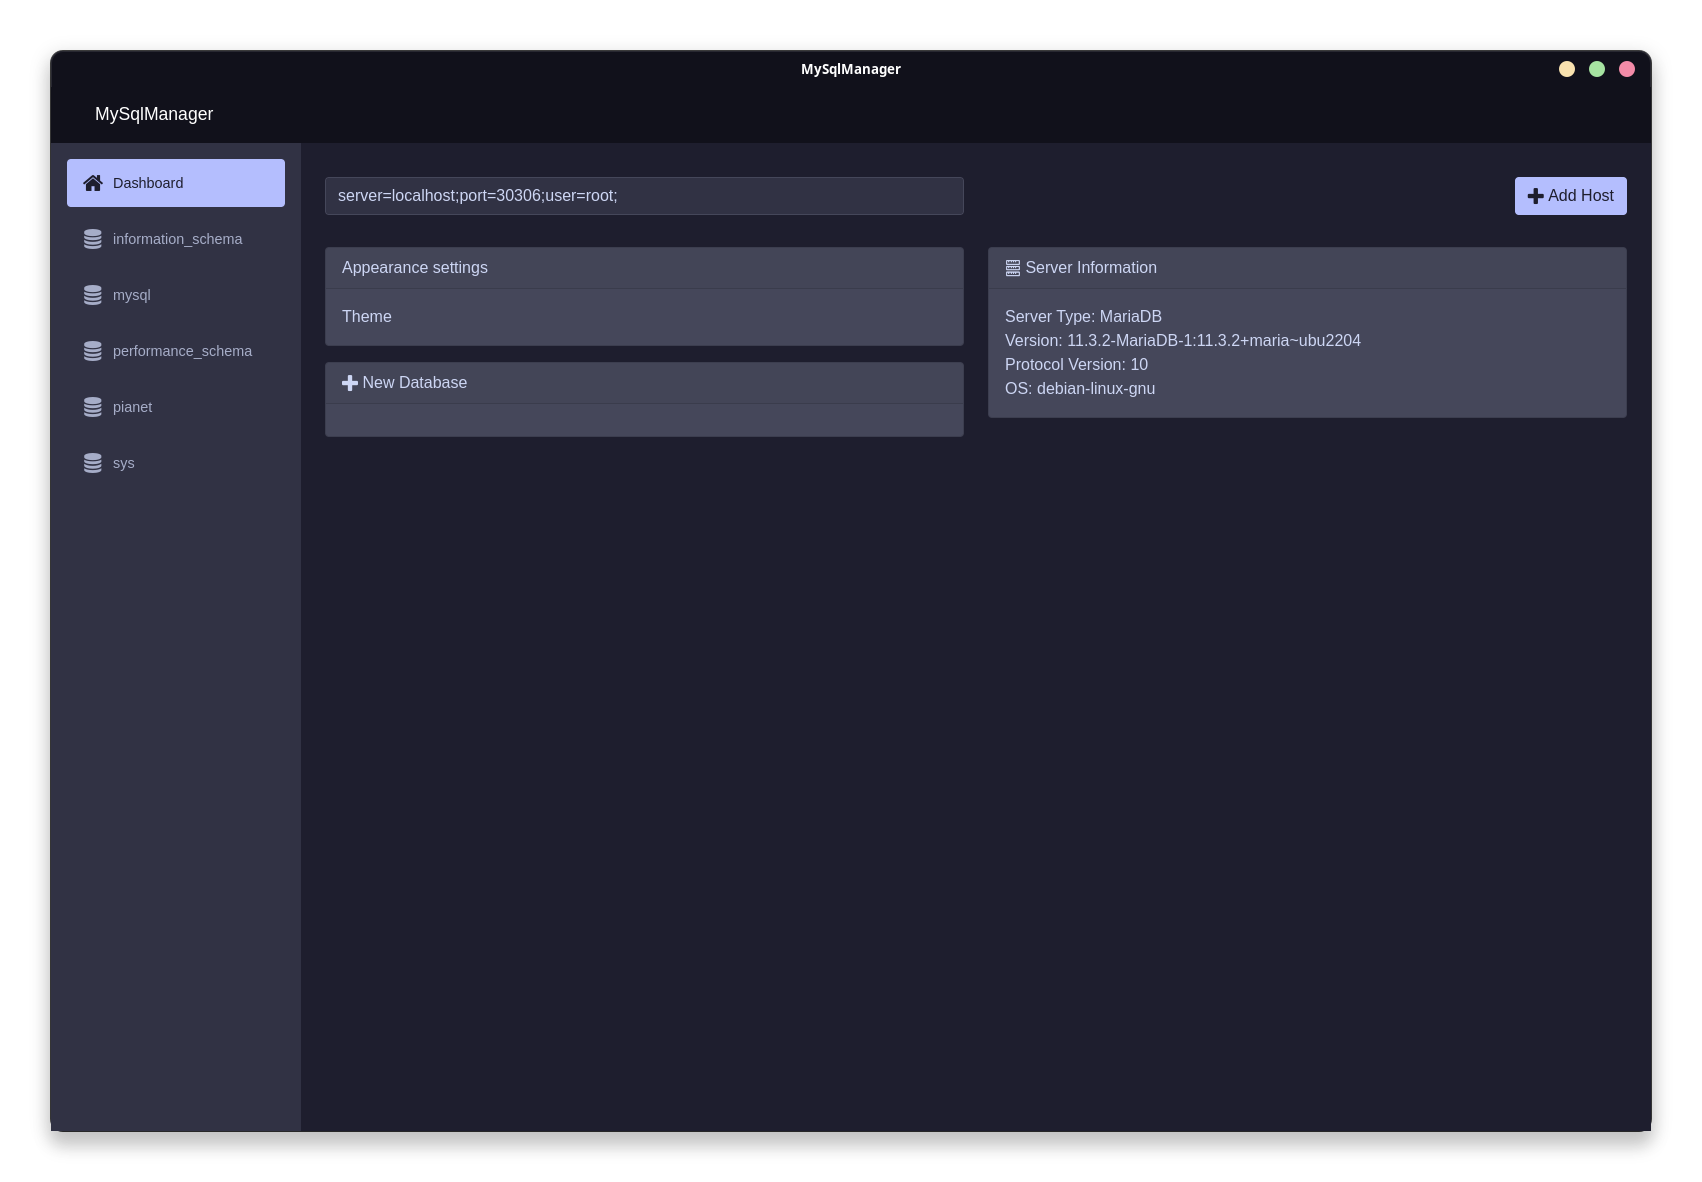 MySqlManager
MySqlManager
Dashboard
information_schema
mysql
performance_schema
pianet
sys
server=localhost;port=30306;user=root;
Add Host
Appearance settings
Theme
New Database
Server Information
Server Type: MariaDB
Version: 11.3.2-MariaDB-1:11.3.2+maria~ubu2204
Protocol Version: 10
OS: debian-linux-gnu